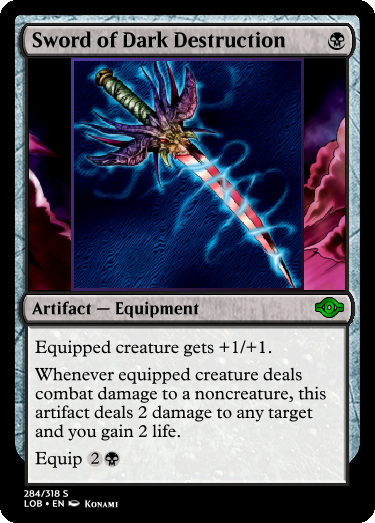 Sword of Dark Destruction
Artifact — Equipment
Equipped creature gets +1/+1.
Whenever equipped creature deals
combat damage to a noncreature, this
artifact deals 2 damage to any target
and you gain 2 life.
Equip 2
284/318 S
LOB • EN Konami